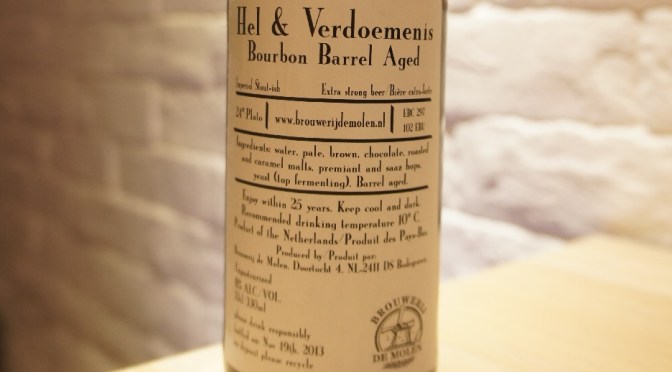 Hel & Verdoemenis
Bourbon Barrel Aged
Imperial Stout-ish Extra strong beer/Bière extra-forte
24° Plato www.brouwerijdemolen.nl EBC 297
102 EBU
Ingredients: water, pale, brown, chocolate, roasted
and caramel malts, premiant and saaz hops,
yeast (top fermenting). Barrel aged.
Enjoy within 25 years. Keep cool and dark.
Recommended drinking temperature 10° C.
Product of the Netherlands/Produit des Pays-Bas
Produced by/Produit par:
Brouwerij de Molen, Doortocht 4, NL-2411 DS Bodegraven.
ALC/VOL.
33cl 330ml
please drink responsibly
bottled on: Nov 19th, 2013
no deposit please recycle
BROUWERIJ
DE MOLEN